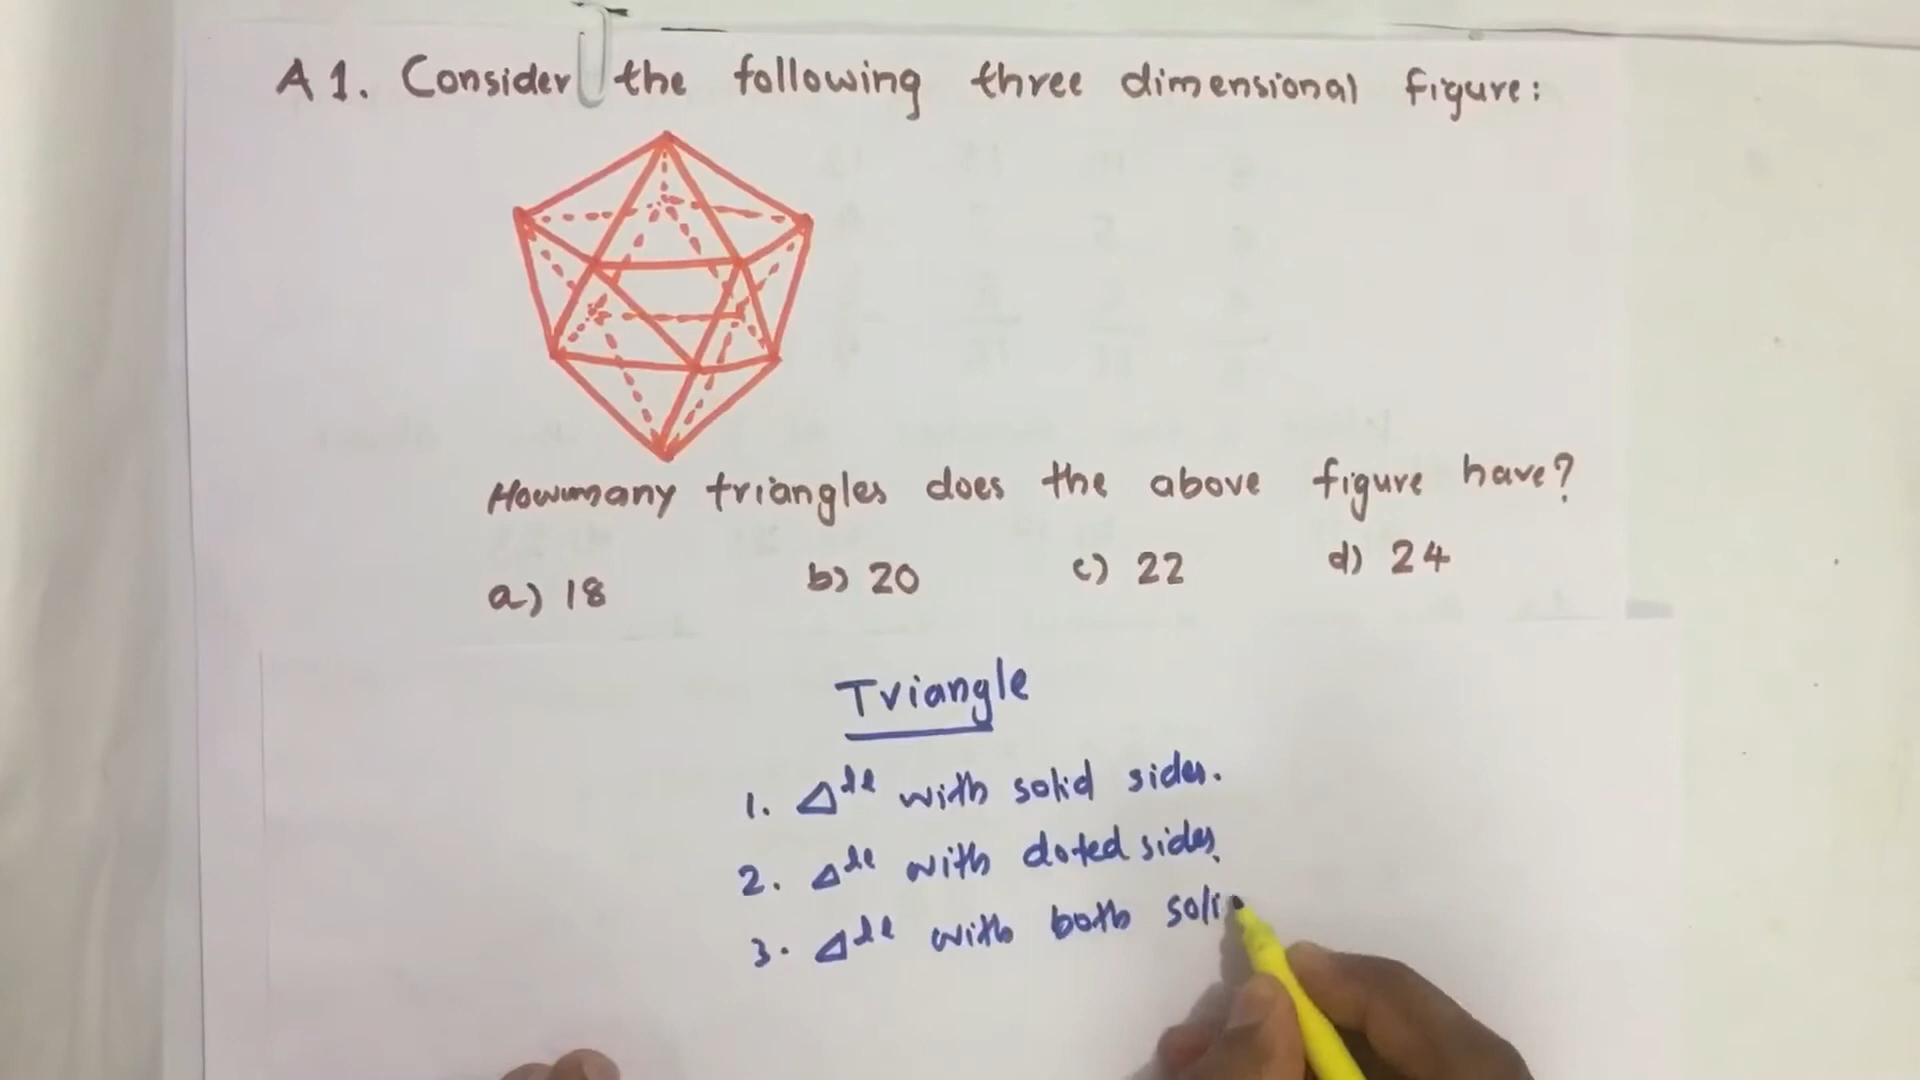 A1. Consider the following three dimensional figure:
Howmany triangles does the above figure have?
a) 18 b) 20 c) 22 d) 24
Triangle
1. Δle with solid sides.
2. Δle with doted sides.
3. Δle with both soli